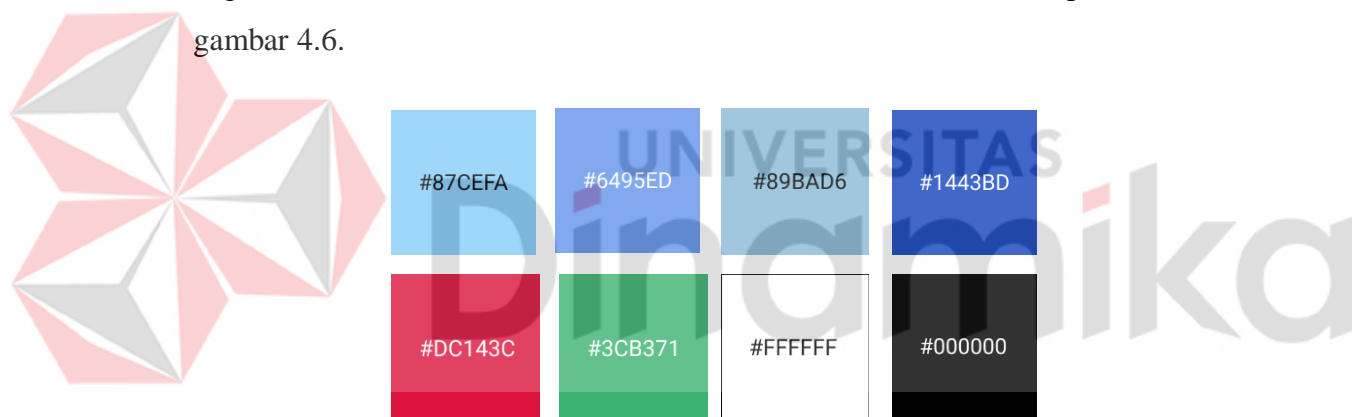 gambar 4.6.
#87CEFA #6495ED #89BAD6 #1443BD
UNIVERSITAS
Dinamika
#DC143C #3CB371 #FFFFFF #000000